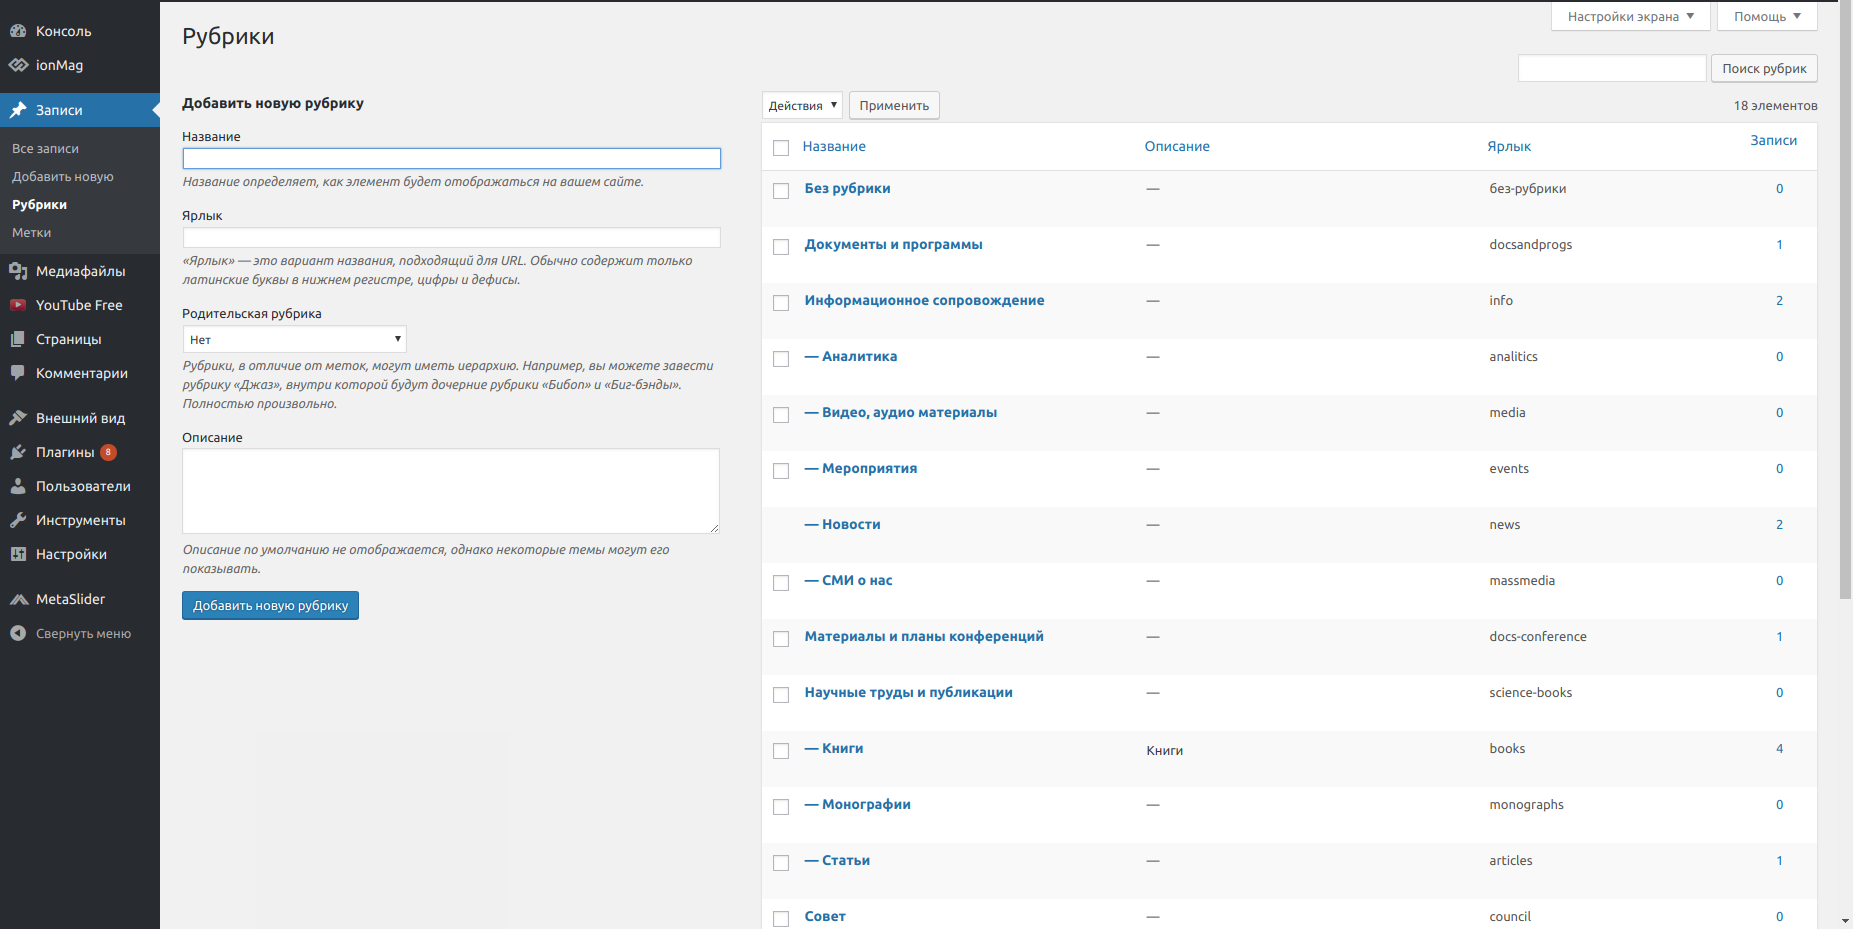 Консоль
ionMag
Записи
Все записи
Добавить новую
Рубрики
Метки
Медиафайлы
YouTube Free
Страницы
Комментарии
Внешний вид
Плагины 8
Пользователи
Инструменты
Настройки
MetaSlider
Свернуть меню
Настройки экрана
Помощь
Рубрики
Поиск рубрик
Добавить новую рубрику
Название
Название определяет, как элемент будет отображаться на вашем сайте.
Ярлык
«Ярлык» — это вариант названия, подходящий для URL. Обычно содержит только
латинские буквы в нижнем регистре, цифры и дефисы.
Родительская рубрика
Нет
Рубрики, в отличие от меток, могут иметь иерархию. Например, вы можете завести
рубрику «Джаз», внутри которой будут дочерние рубрики «Бибоп» и «Биг-бэнды».
Полностью произвольно.
Описание
Описание по умолчанию не отображается, однако некоторые темы могут его
показывать.
Добавить новую рубрику
Действия Применить 18 элементов
Название Описание Ярлык Записи
Без рубрики — без-рубрики 0
Документы и программы — docsandprogs 1
Информационное сопровождение — info 2
— Аналитика — analitics 0
— Видео, аудио материалы — media 0
— Мероприятия — events 0
— Новости — news 2
— СМИ о нас — massmedia 0
Материалы и планы конференций — docs-conference 1
Научные труды и публикации — science-books 0
— Книги Книги books 4
— Монографии — monographs 0
— Статьи — articles 1
Совет — council 0